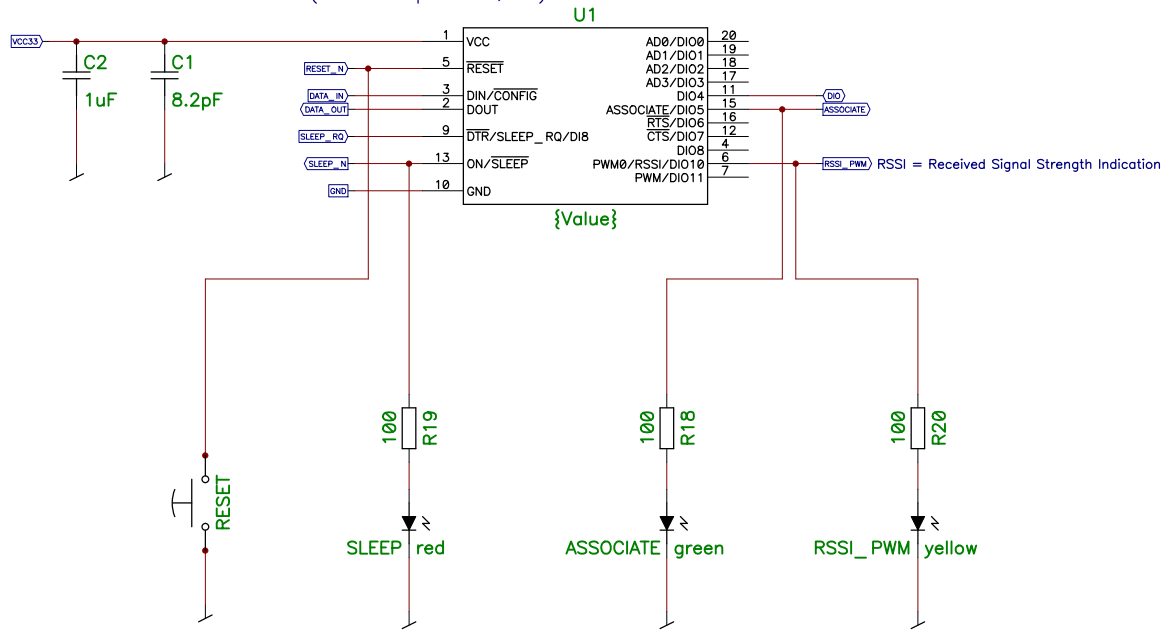 U1
VCC33
C2
1uF
C1
8.2pF
RESET_N
DATA_IN
DATA_OUT
SLEEP_RQ
SLEEP_N
GND
1 VCC
5 RESET
3 DIN/CONFIG
2 DOUT
9 DTR/SLEEP_RQ/DI8
13 ON/SLEEP
10 GND
AD0/DIO0 20
AD1/DIO1 19
AD2/DIO2 18
AD3/DIO3 17
DIO4 11
ASSOCIATE/DIO5 15
RTS/DIO6 16
CTS/DIO7 12
DIO8 4
PWM0/RSSI/DIO10 6
PWM/DIO11 7
DIO
ASSOCIATE
RSSI_PWM RSSI = Received Signal Strength Indication
{Value}
100 R19
100 R18
100 R20
RESET
SLEEP red
ASSOCIATE green
RSSI_PWM yellow